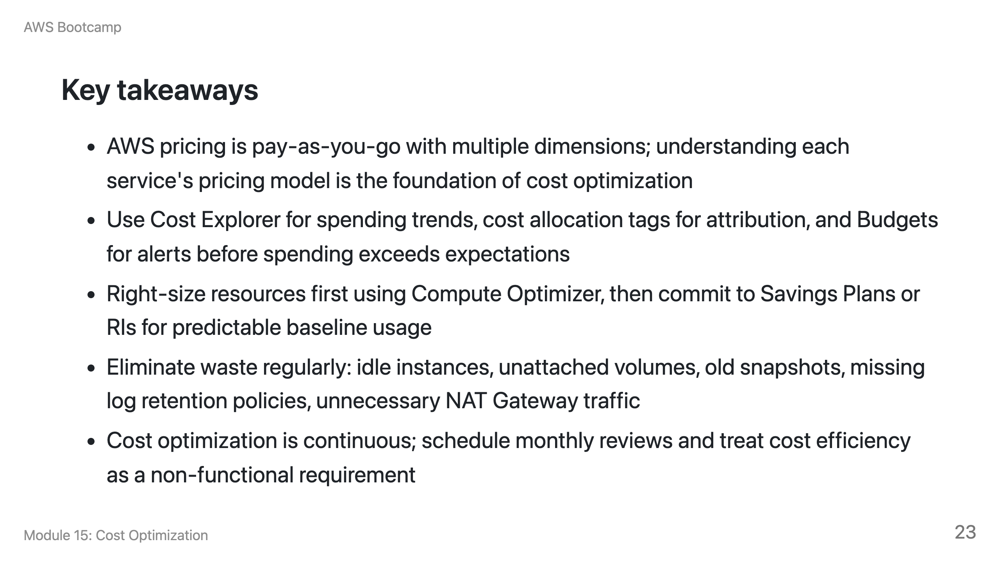 AWS Bootcamp
Key takeaways
• AWS pricing is pay-as-you-go with multiple dimensions; understanding each
service's pricing model is the foundation of cost optimization
• Use Cost Explorer for spending trends, cost allocation tags for attribution, and Budgets
for alerts before spending exceeds expectations
• Right-size resources first using Compute Optimizer, then commit to Savings Plans or
RIs for predictable baseline usage
• Eliminate waste regularly: idle instances, unattached volumes, old snapshots, missing
log retention policies, unnecessary NAT Gateway traffic
• Cost optimization is continuous; schedule monthly reviews and treat cost efficiency
as a non-functional requirement
Module 15: Cost Optimization
23